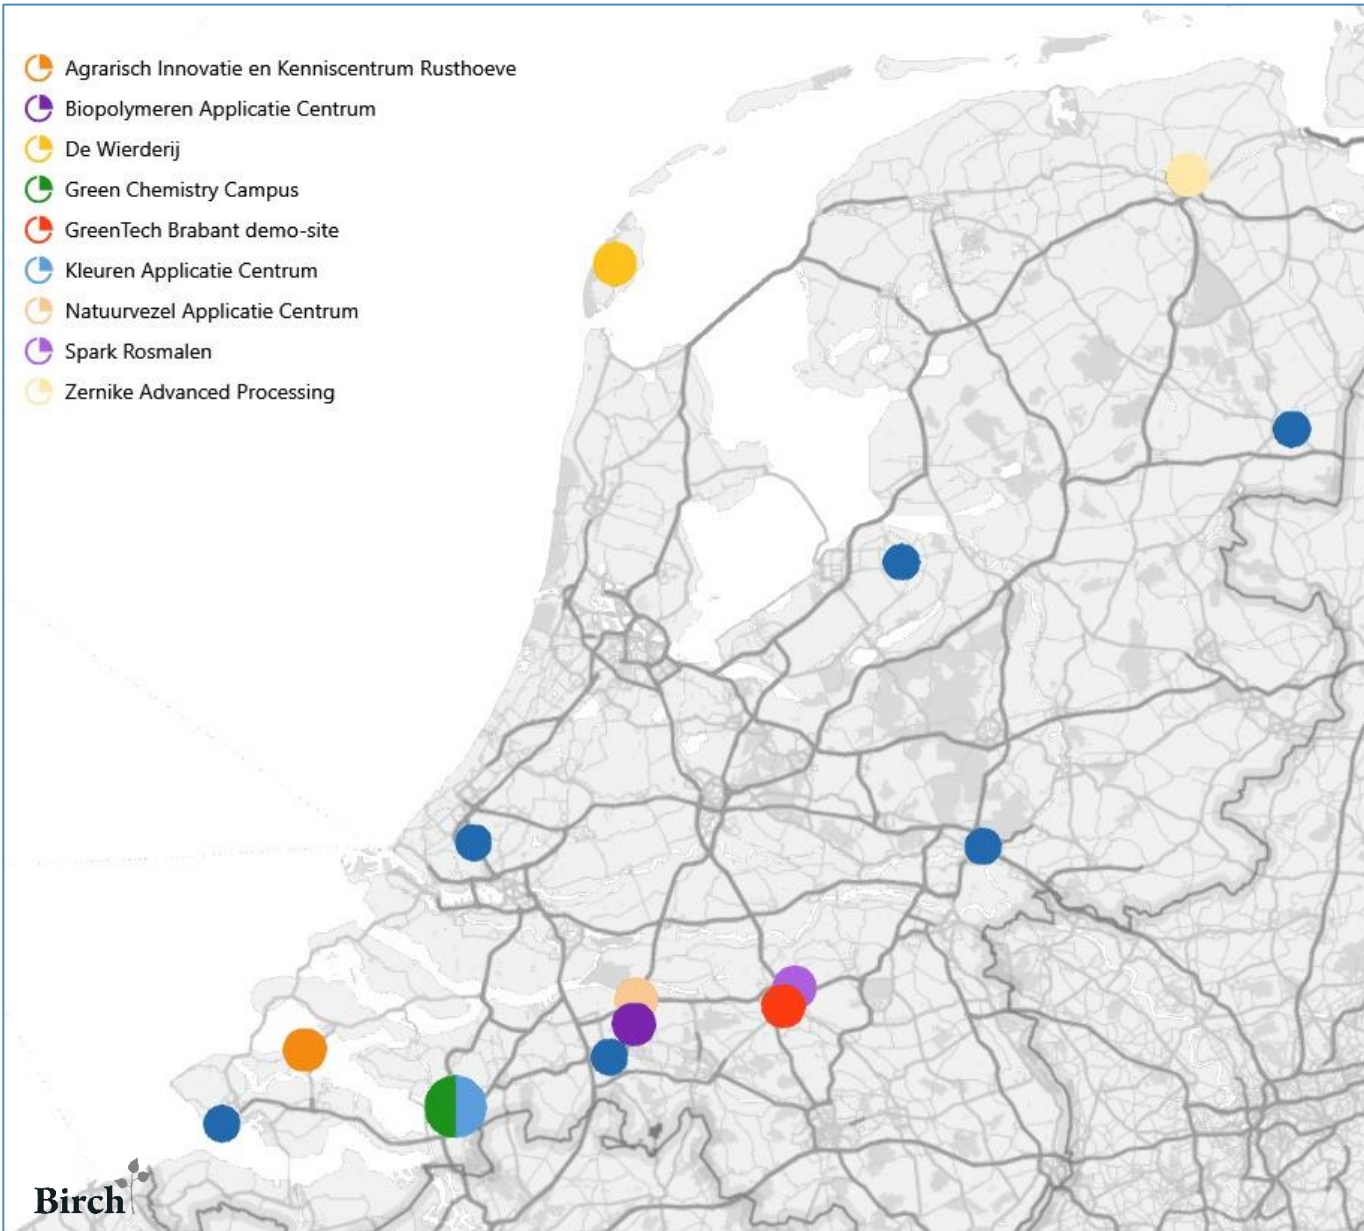 Agrarisch Innovatie en Kenniscentrum Rusthoeve
Biopolymeren Applicatie Centrum
De Wierderij
Green Chemistry Campus
GreenTech Brabant demo-site
Kleuren Applicatie Centrum
Natuurvezel Applicatie Centrum
Spark Rosmalen
Zernike Advanced Processing
Birch